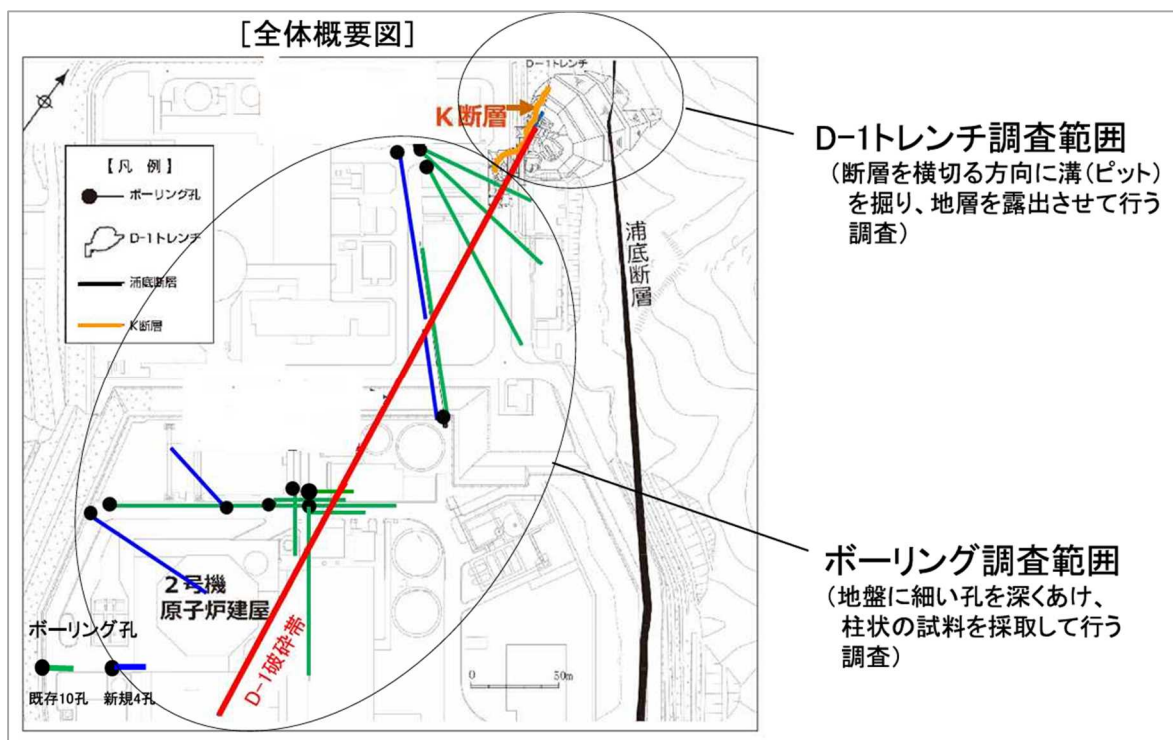 ［全体概要図］
D-1トレンチ
K断層
【 凡 例 】
ボーリング孔
D-1トレンチ
浦底断層
K断層
浦底断層
D-1トレンチ調査範囲
（断層を横切る方向に溝（ピット）
を掘り、地層を露出させて行う
調査）
2号機
原子炉建屋
D-1破砕帯
ボーリング孔
既存10孔 新規4孔
0 50m
ボーリング調査範囲
（地盤に細い孔を深くあけ、
柱状の試料を採取して行う
調査）